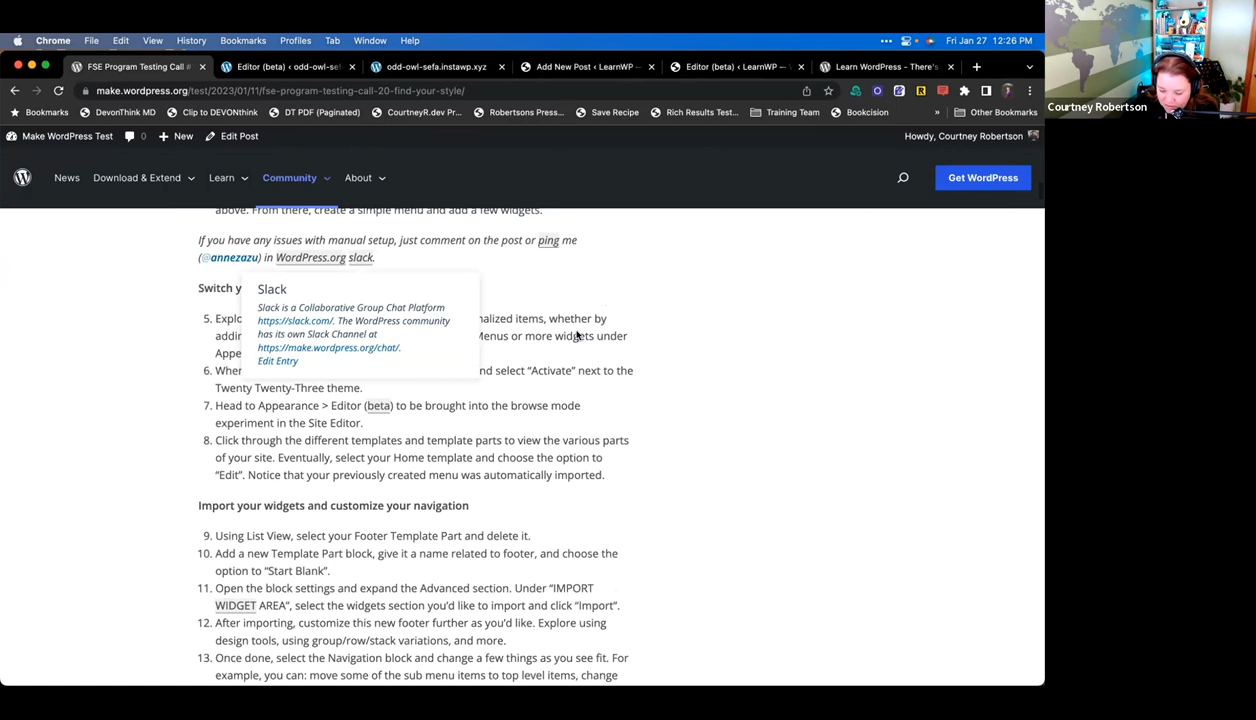 Chrome File Edit View History Bookmarks Profiles Tab Window Help Fri Jan 27 12:26 PM
FSE Program Testing Call # Editor (beta) ‹ odd-owl-sef odd-owl-sefa.instawp.xyz Add New Post ‹ LearnWP — Editor (beta) ‹ LearnWP — W Learn WordPress - There's
make.wordpress.org/test/2023/01/11/fse-program-testing-call-20-find-your-style/
Bookmarks DevonThink MD Clip to DEVONthink DT PDF (Paginated) CourtneyR.dev Pr... Robertsons Press... Save Recipe Rich Results Test... Training Team Bookcision » Other Bookmarks
Courtney Robertson
Make WordPress Test 0 New Edit Post Howdy, Courtney Robertson
News Download & Extend Learn Community About Get WordPress
above. From there, create a simple menu and add a few widgets.
If you have any issues with manual setup, just comment on the post or ping me
(@annezazu) in WordPress.org slack.
Switch y
Slack
Slack is a Collaborative Group Chat Platform
https://slack.com/. The WordPress community
has its own Slack Channel at
https://make.wordpress.org/chat/.
Edit Entry
5. Explo nalized items, whether by
addin Menus or more widgets under
Appe
6. When nd select “Activate” next to the
Twenty Twenty-Three theme.
7. Head to Appearance > Editor (beta) to be brought into the browse mode
experiment in the Site Editor.
8. Click through the different templates and template parts to view the various parts
of your site. Eventually, select your Home template and choose the option to
“Edit”. Notice that your previously created menu was automatically imported.
Import your widgets and customize your navigation
9. Using List View, select your Footer Template Part and delete it.
10. Add a new Template Part block, give it a name related to footer, and choose the
option to “Start Blank”.
11. Open the block settings and expand the Advanced section. Under “IMPORT
WIDGET AREA”, select the widgets section you’d like to import and click “Import”.
12. After importing, customize this new footer further as you’d like. Explore using
design tools, using group/row/stack variations, and more.
13. Once done, select the Navigation block and change a few things as you see fit. For
example, you can: move some of the sub menu items to top level items, change